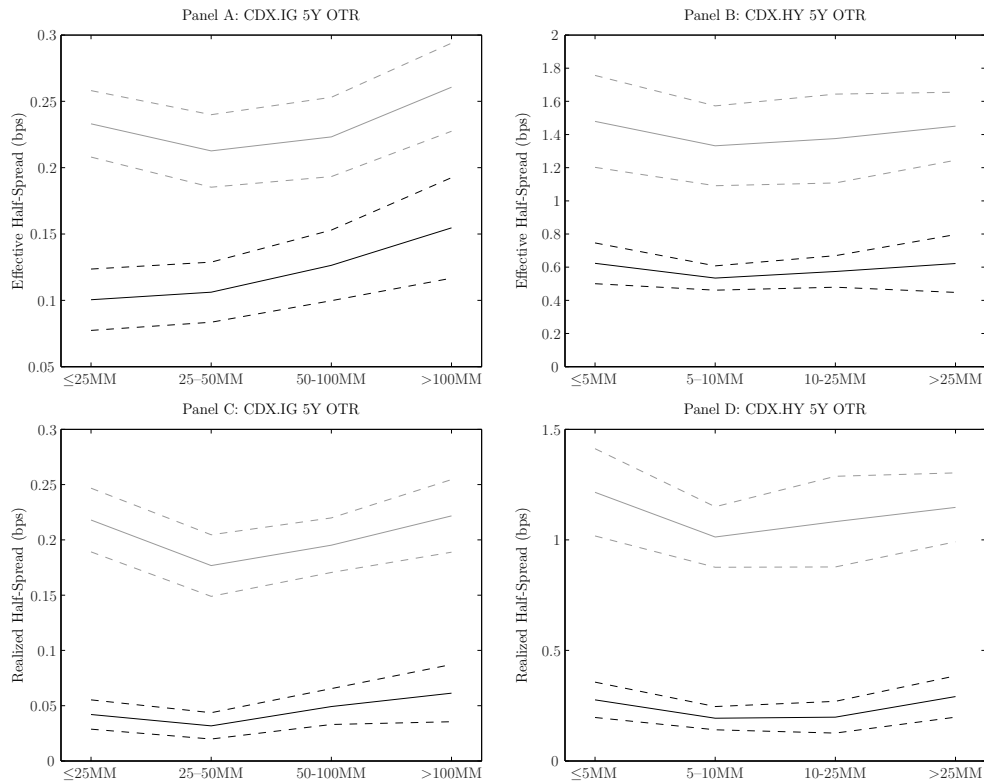 Panel A: CDX.IG 5Y OTR
Effective Half-Spread (bps)
0.3
0.25
0.2
0.15
0.1
0.05
≤25MM
25–50MM
50-100MM
>100MM
Panel B: CDX.HY 5Y OTR
Effective Half-Spread (bps)
2
1.8
1.6
1.4
1.2
1
0.8
0.6
0.4
0.2
0
≤5MM
5–10MM
10-25MM
>25MM
Panel C: CDX.IG 5Y OTR
Realized Half-Spread (bps)
0.3
0.25
0.2
0.15
0.1
0.05
0
≤25MM
25–50MM
50-100MM
>100MM
Panel D: CDX.HY 5Y OTR
Realized Half-Spread (bps)
1.5
1
0.5
0
≤5MM
5–10MM
10-25MM
>25MM